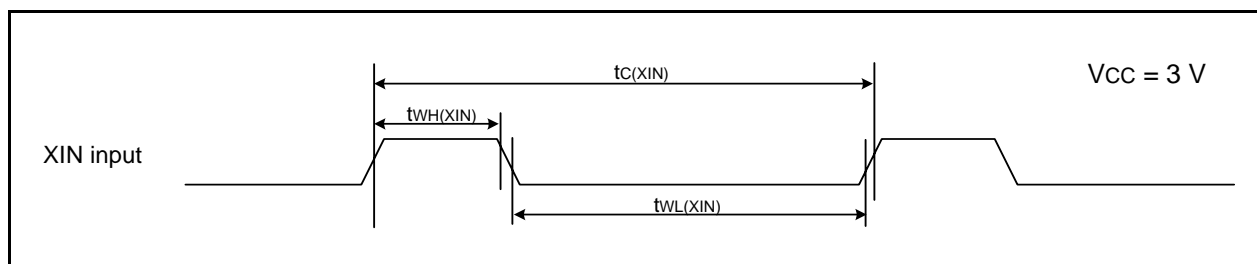 tC(XIN)
VCC = 3 V
tWH(XIN)
XIN input
tWL(XIN)